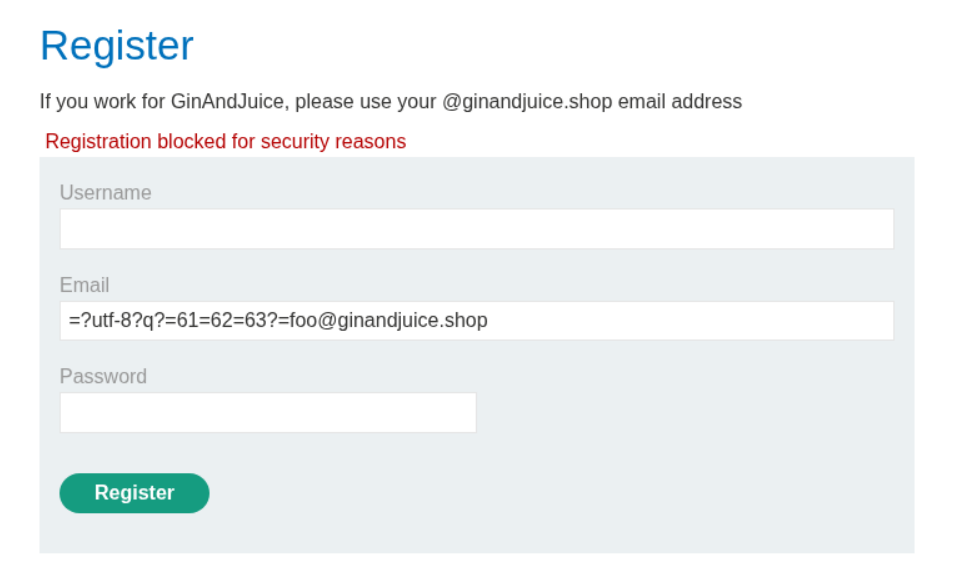 Register
If you work for GinAndJuice, please use your @ginandjuice.shop email address
Registration blocked for security reasons
Username
Email
=?utf-8?q?=61=62=63?=foo@ginandjuice.shop
Password
Register